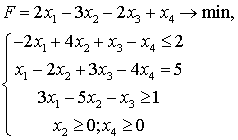 F = 2x₁ − 3x₂ − 2x₃ + x₄ → min,
−2x₁ + 4x₂ + x₃ − x₄ ≤ 2
x₁ − 2x₂ + 3x₃ − 4x₄ = 5
3x₁ − 5x₂ − x₃ ≥ 1
x₂ ≥ 0; x₄ ≥ 0